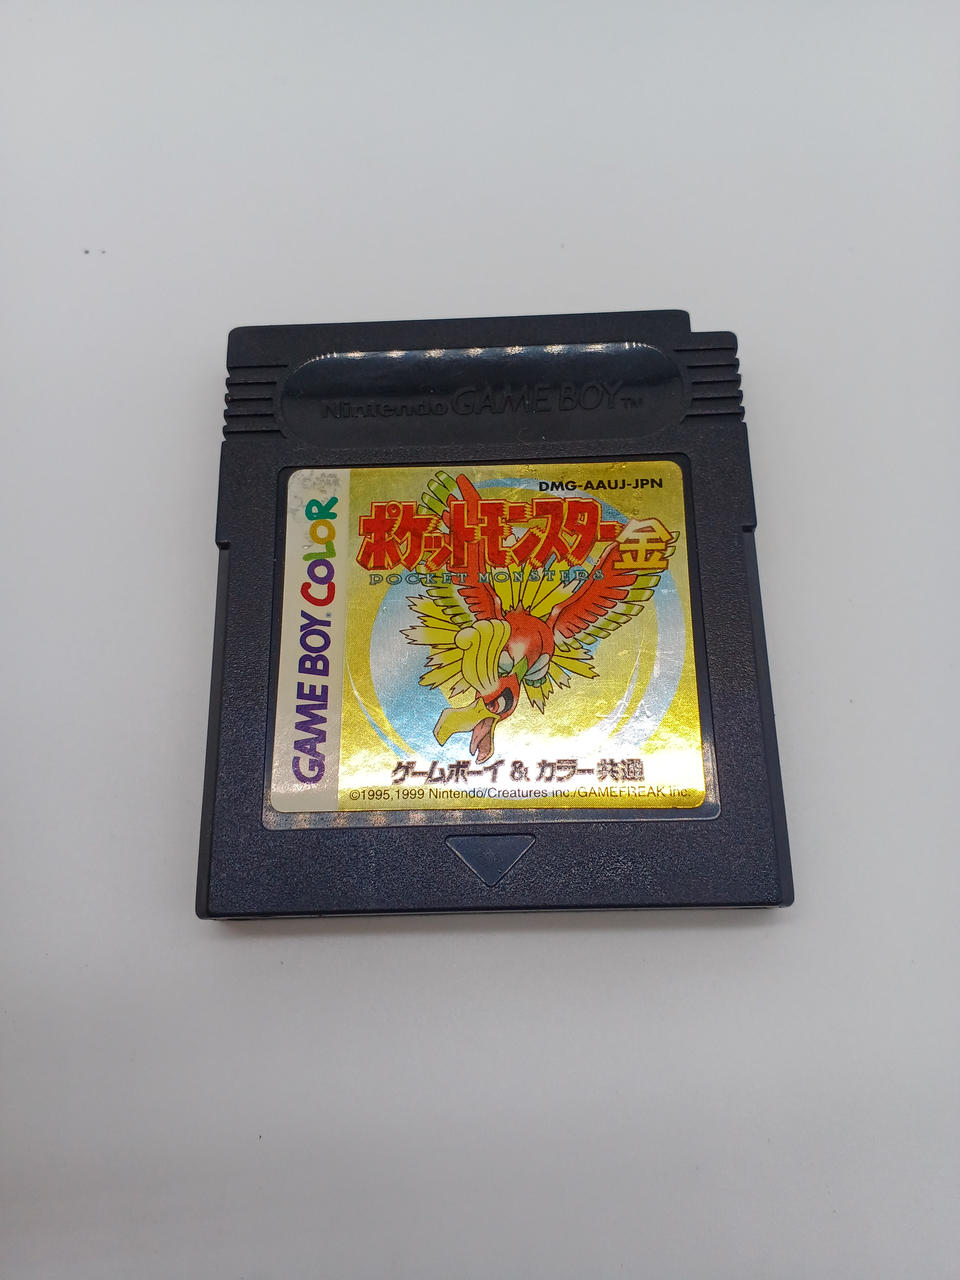 Nintendo GAME BOY TM
GAME BOY COLOR
DMG-AAUJ-JPN
ポケットモンスター金
POCKET MONSTERS
ゲームボーイ & カラー共通
©1995,1999 Nintendo/Creatures inc./GAMEFREAK inc.